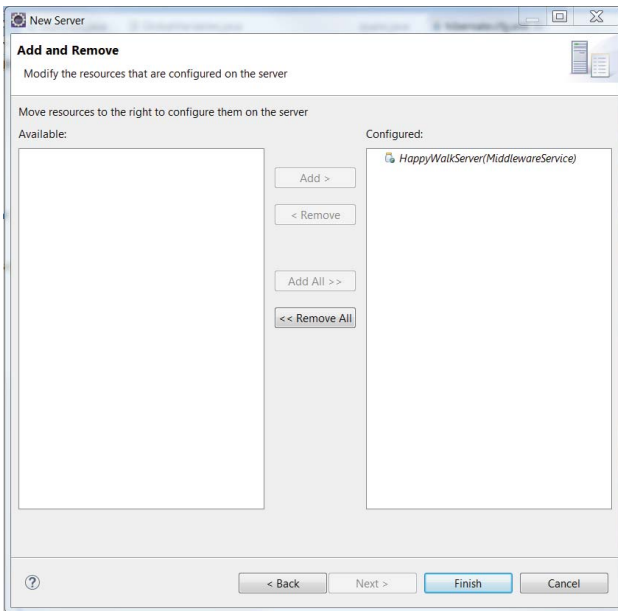 New Server
Add and Remove
Modify the resources that are configured on the server
Move resources to the right to configure them on the server
Available:
Configured:
HappyWalkServer(MiddlewareService)
Add >
< Remove
Add All >>
<< Remove All
?
< Back
Next >
Finish
Cancel